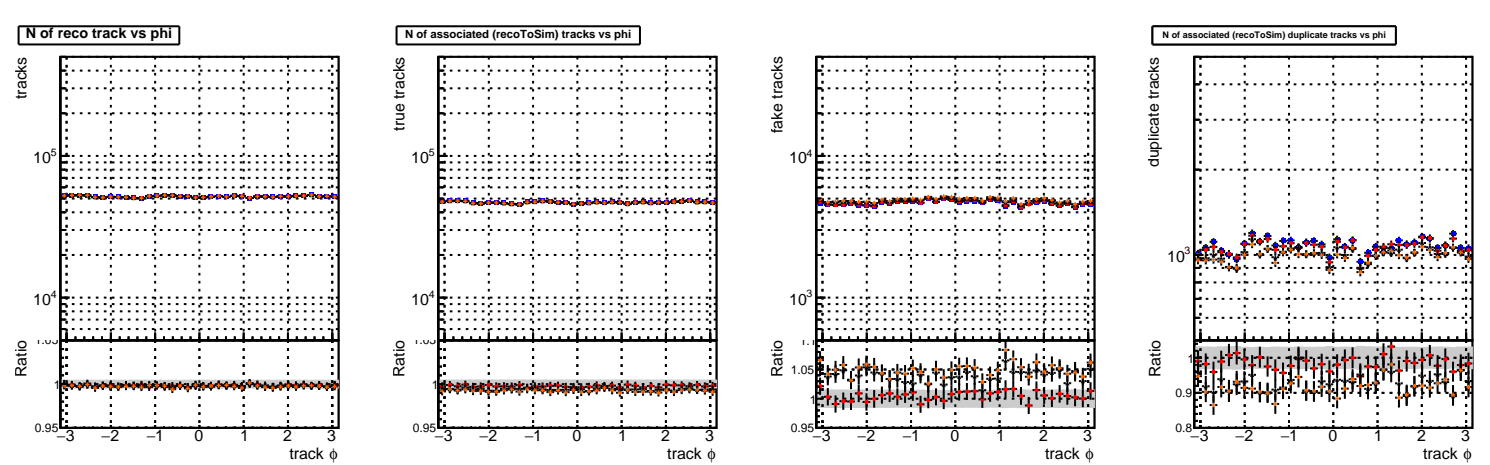 N of reco track vs phi
tracks
10^5
10^4
Ratio
1
0.95
−3 −2 −1 0 1 2 3
track ϕ
N of associated (recoToSim) tracks vs phi
true tracks
10^5
10^4
Ratio
1
0.95
−3 −2 −1 0 1 2 3
track ϕ
fake tracks
10^4
10^3
Ratio
1.1
1.05
1
0.95
−3 −2 −1 0 1 2 3
track ϕ
N of associated (recoToSim) duplicate tracks vs phi
duplicate tracks
10^3
Ratio
1
0.9
0.8
−3 −2 −1 0 1 2 3
track ϕ